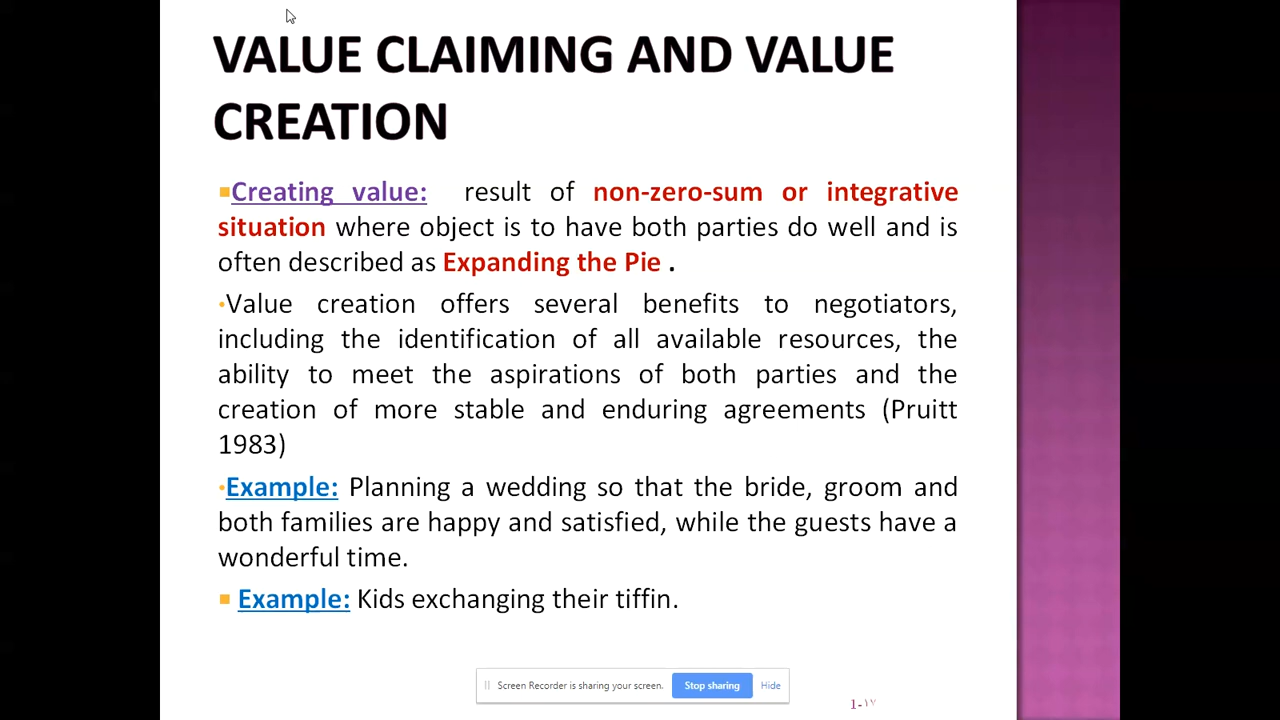 VALUE CLAIMING AND VALUE
CREATION
Creating value: result of non-zero-sum or integrative
situation where object is to have both parties do well and is
often described as Expanding the Pie .
•Value creation offers several benefits to negotiators,
including the identification of all available resources, the
ability to meet the aspirations of both parties and the
creation of more stable and enduring agreements (Pruitt
1983)
•Example: Planning a wedding so that the bride, groom and
both families are happy and satisfied, while the guests have a
wonderful time.
Example: Kids exchanging their tiffin.
Screen Recorder is sharing your screen. Stop sharing Hide
1-١٧